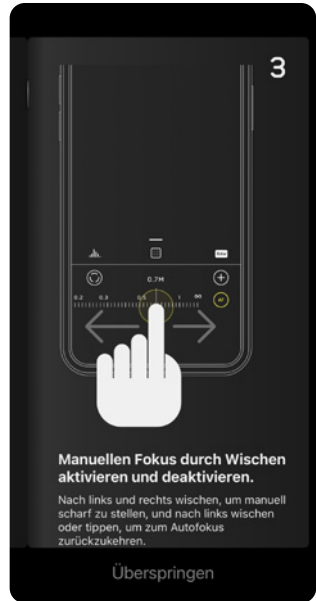 3
0.7M
0.2 0.3 0.5 1 ∞
AF
Manuellen Fokus durch Wischen
aktivieren und deaktivieren.
Nach links und rechts wischen, um manuell
scharf zu stellen, und nach links wischen
oder tippen, um zum Autofokus
zurückzukehren.
Überspringen